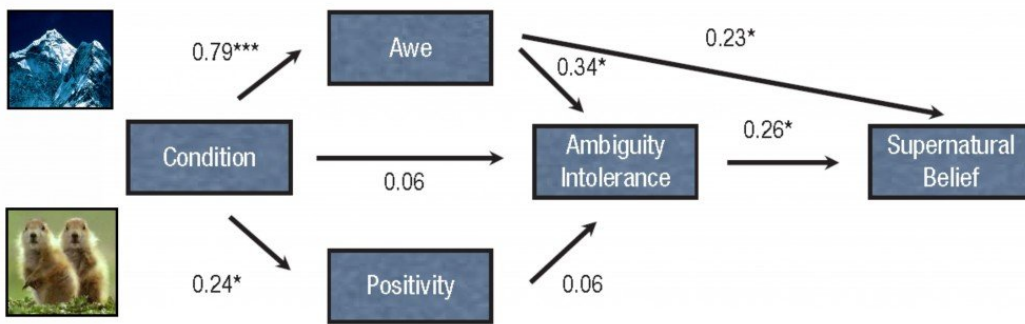 Awe
0.79***
0.23*
0.34*
Condition
0.06
Ambiguity
Intolerance
0.26*
Supernatural
Belief
0.24*
Positivity
0.06